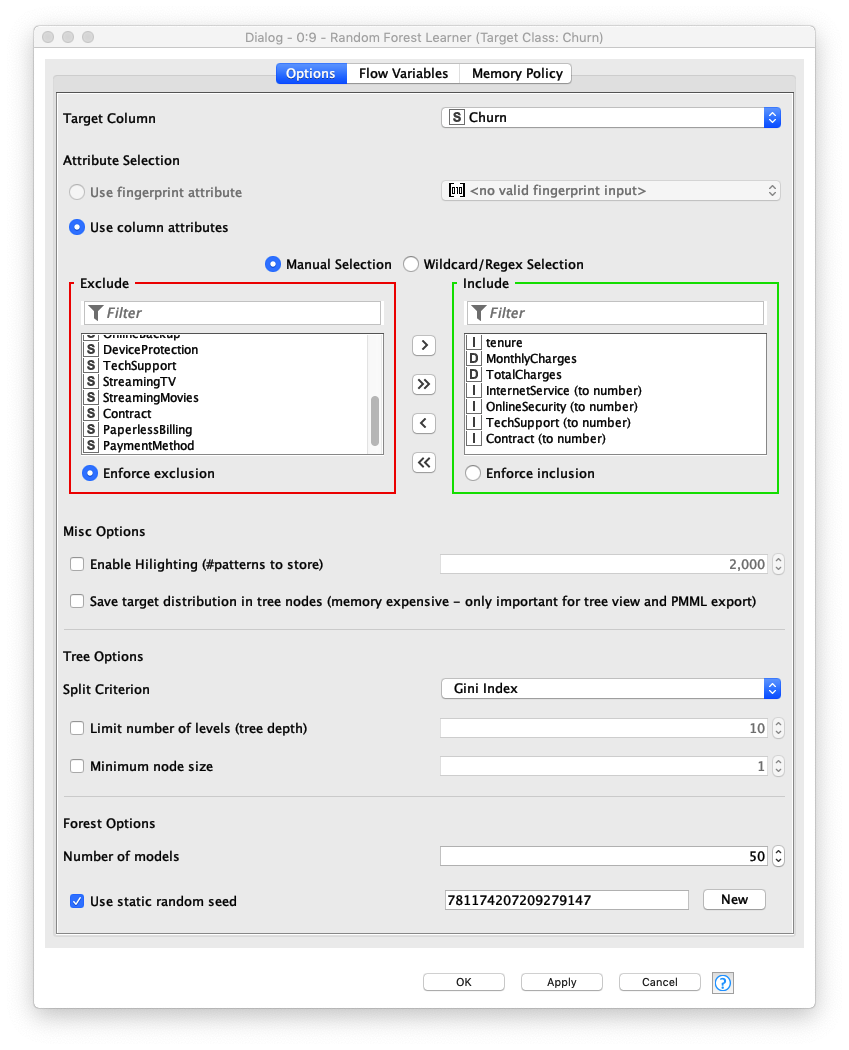 Dialog - 0:9 - Random Forest Learner (Target Class: Churn)
Options Flow Variables Memory Policy
Target Column S Churn
Attribute Selection
Use fingerprint attribute <no valid fingerprint input>
Use column attributes
Manual Selection Wildcard/Regex Selection
Exclude
Filter
S OnlineBackup
S DeviceProtection
S TechSupport
S StreamingTV
S StreamingMovies
S Contract
S PaperlessBilling
S PaymentMethod
Enforce exclusion
>
>>
<
<<
Include
Filter
I tenure
D MonthlyCharges
D TotalCharges
I InternetService (to number)
I OnlineSecurity (to number)
I TechSupport (to number)
I Contract (to number)
Enforce inclusion
Misc Options
Enable Hilighting (#patterns to store) 2,000
Save target distribution in tree nodes (memory expensive - only important for tree view and PMML export)
Tree Options
Split Criterion Gini Index
Limit number of levels (tree depth) 10
Minimum node size 1
Forest Options
Number of models 50
Use static random seed 781174207209279147 New
OK Apply Cancel ?